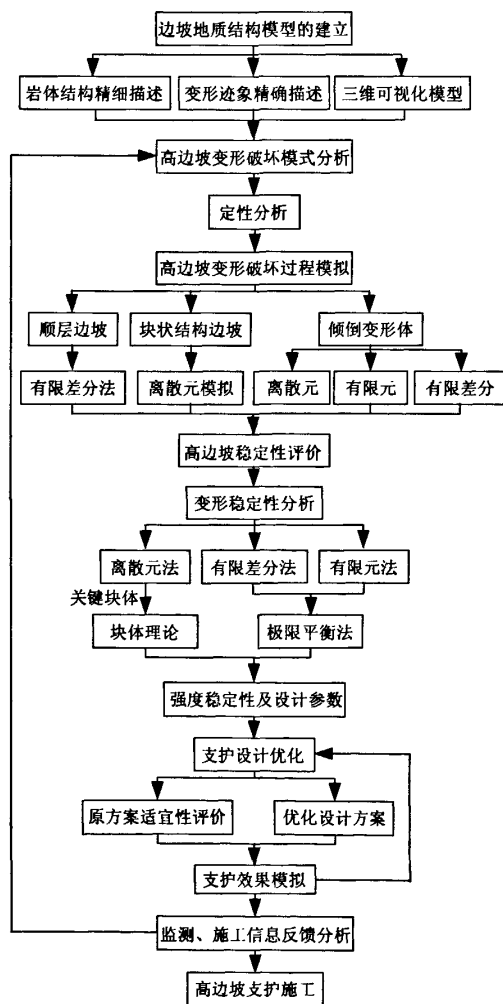 边坡地质结构模型的建立
岩体结构精细描述
变形迹象精确描述
三维可视化模型
高边坡变形破坏模式分析
定性分析
高边坡变形破坏过程模拟
顺层边坡
块状结构边坡
倾倒变形体
有限差分法
离散元模拟
离散元
有限元
有限差分
高边坡稳定性评价
变形稳定性分析
离散元法
有限差分法
有限元法
关键块体
块体理论
极限平衡法
强度稳定性及设计参数
支护设计优化
原方案适宜性评价
优化设计方案
支护效果模拟
监测、施工信息反馈分析
高边坡支护施工